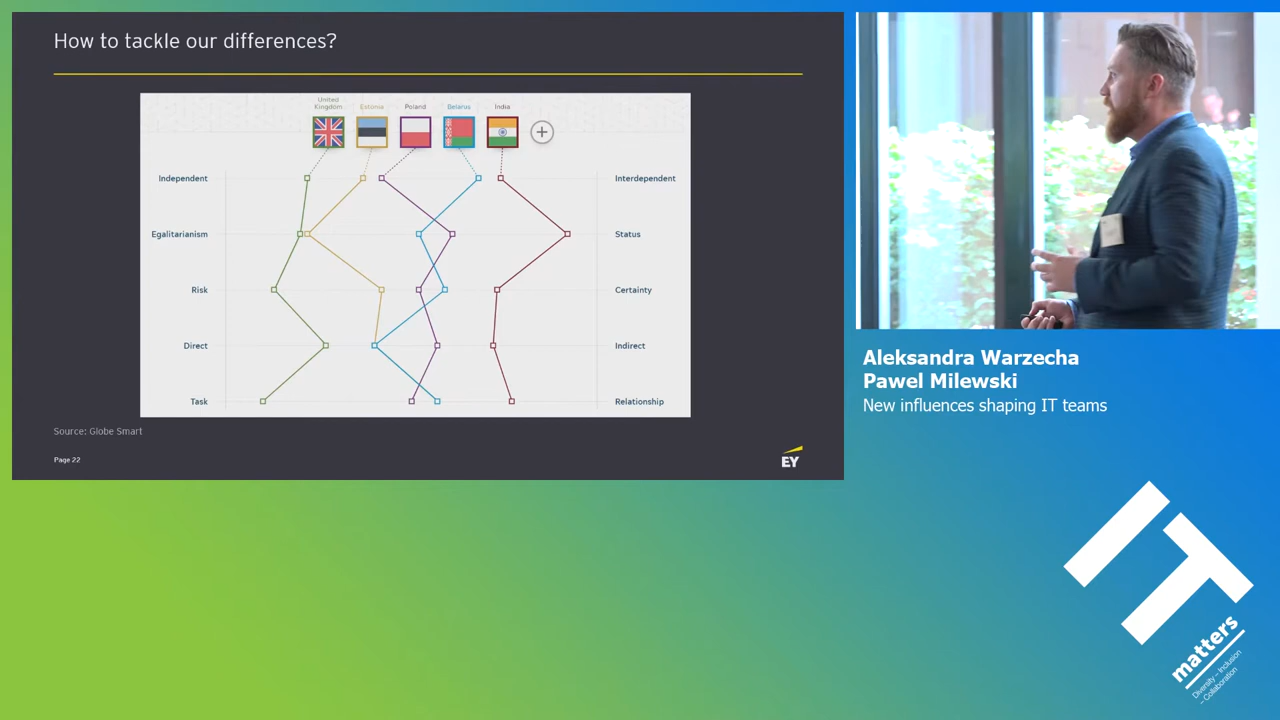 How to tackle our differences?
United
Kingdom
Estonia
Poland
Belarus
India
Independent
Interdependent
Egalitarianism
Status
Risk
Certainty
Direct
Indirect
Task
Relationship
Source: Globe Smart
Page 22
EY
Aleksandra Warzecha
Pawel Milewski
New influences shaping IT teams
IT
matters
Diversity – Inclusion
– Collaboration